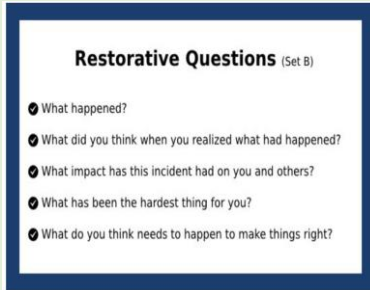 Restorative Questions (Set B)
What happened?
What did you think when you realized what had happened?
What impact has this incident had on you and others?
What has been the hardest thing for you?
What do you think needs to happen to make things right?